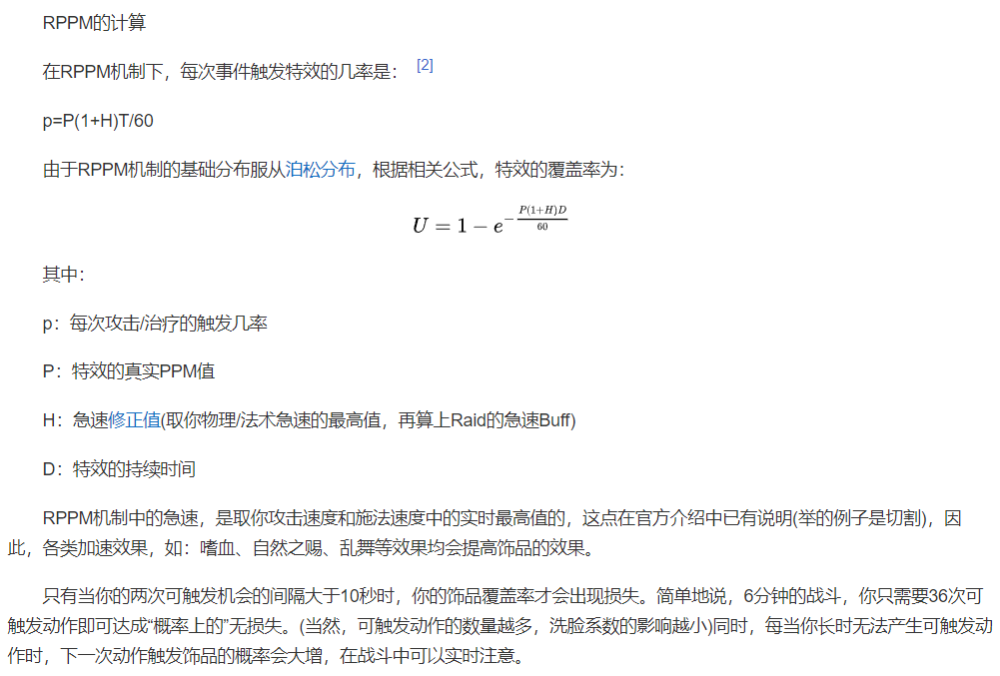 RPPM的计算
在RPPM机制下，每次事件触发特效的几率是： [2]
p=P(1+H)T/60
由于RPPM机制的基础分布服从泊松分布，根据相关公式，特效的覆盖率为：
U = 1 − e^{−\frac{P(1+H)D}{60}}
其中：
p：每次攻击/治疗的触发几率
P：特效的真实PPM值
H：急速修正值(取你物理/法术急速的最高值，再算上Raid的急速Buff)
D：特效的持续时间
RPPM机制中的急速，是取你攻击速度和施法速度中的实时最高值的，这点在官方介绍中已有说明(举的例子是切割)，因
此，各类加速效果，如：嗜血、自然之赐、乱舞等效果均会提高饰品的效果。
只有当你的两次可触发机会的间隔大于10秒时，你的饰品覆盖率才会出现损失。简单地说，6分钟的战斗，你只需要36次可
触发动作即可达成“概率上的”无损失。(当然，可触发动作的数量越多，洗脸系数的影响越小)同时，每当你长时无法产生可触发动
作时，下一次动作触发饰品的概率会大增，在战斗中可以实时注意。